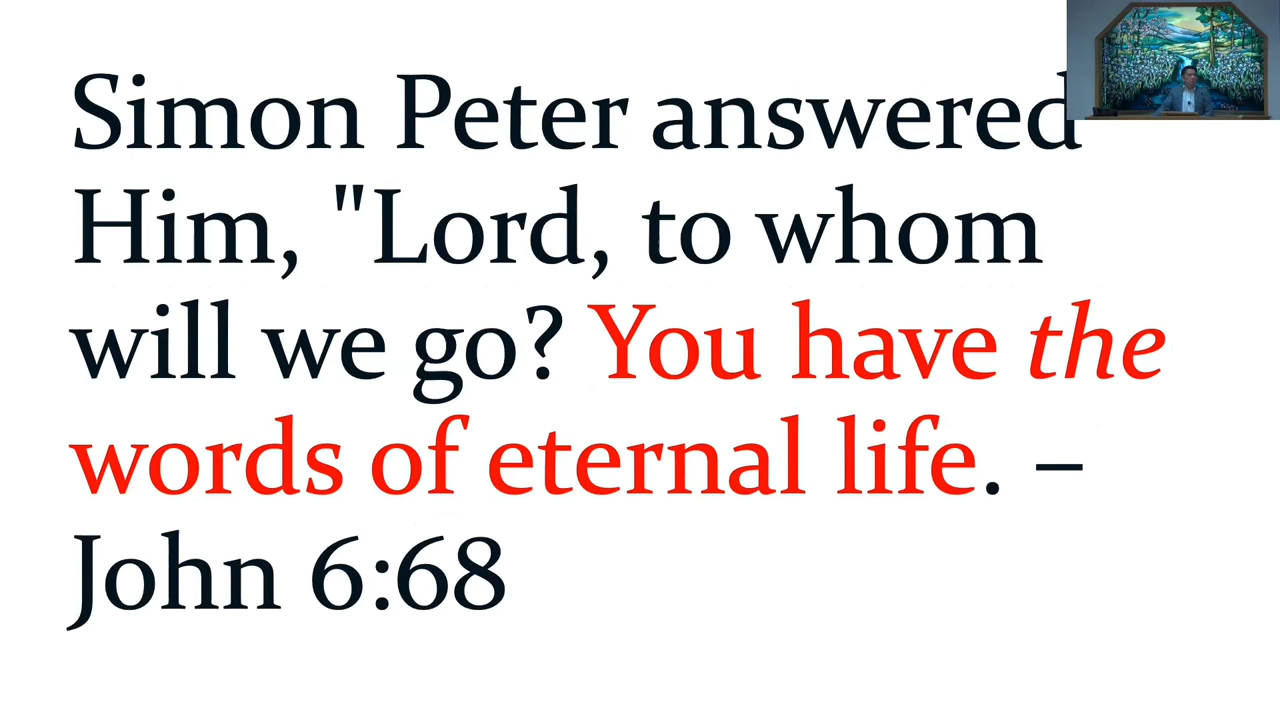 Simon Peter answered
Him, "Lord, to whom
will we go? You have the
words of eternal life. –
John 6:68